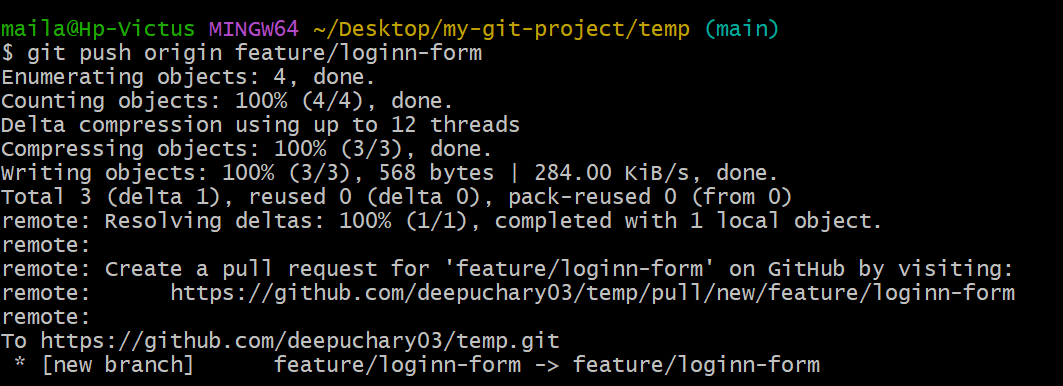 maila@Hp-Victus MINGW64 ~/Desktop/my-git-project/temp (main)
$ git push origin feature/loginn-form
Enumerating objects: 4, done.
Counting objects: 100% (4/4), done.
Delta compression using up to 12 threads
Compressing objects: 100% (3/3), done.
Writing objects: 100% (3/3), 568 bytes | 284.00 KiB/s, done.
Total 3 (delta 1), reused 0 (delta 0), pack-reused 0 (from 0)
remote: Resolving deltas: 100% (1/1), completed with 1 local object.
remote:
remote: Create a pull request for 'feature/loginn-form' on GitHub by visiting:
remote:      https://github.com/deepuchary03/temp/pull/new/feature/loginn-form
remote:
To https://github.com/deepuchary03/temp.git
 * [new branch]      feature/loginn-form -> feature/loginn-form